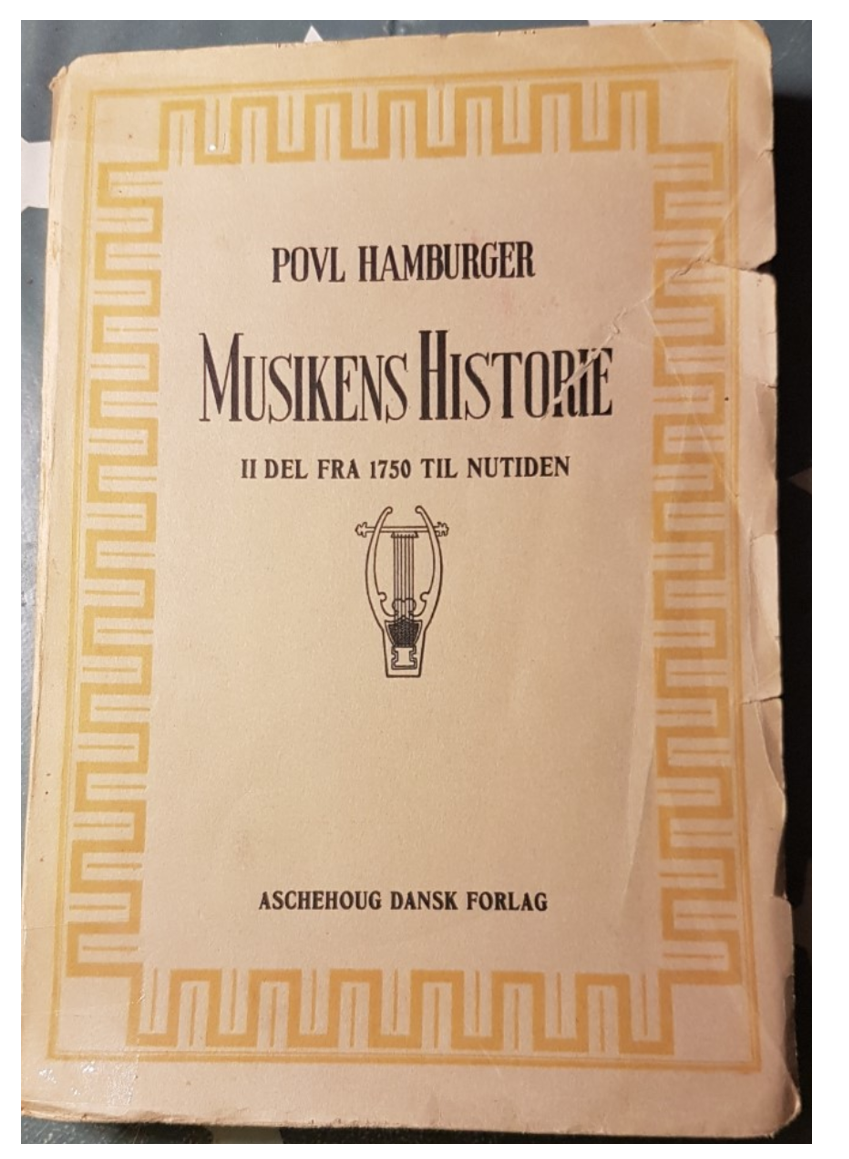 POVL HAMBURGER
MUSIKENS HISTORIE
II DEL FRA 1750 TIL NUTIDEN
ASCHEHOUG DANSK FORLAG